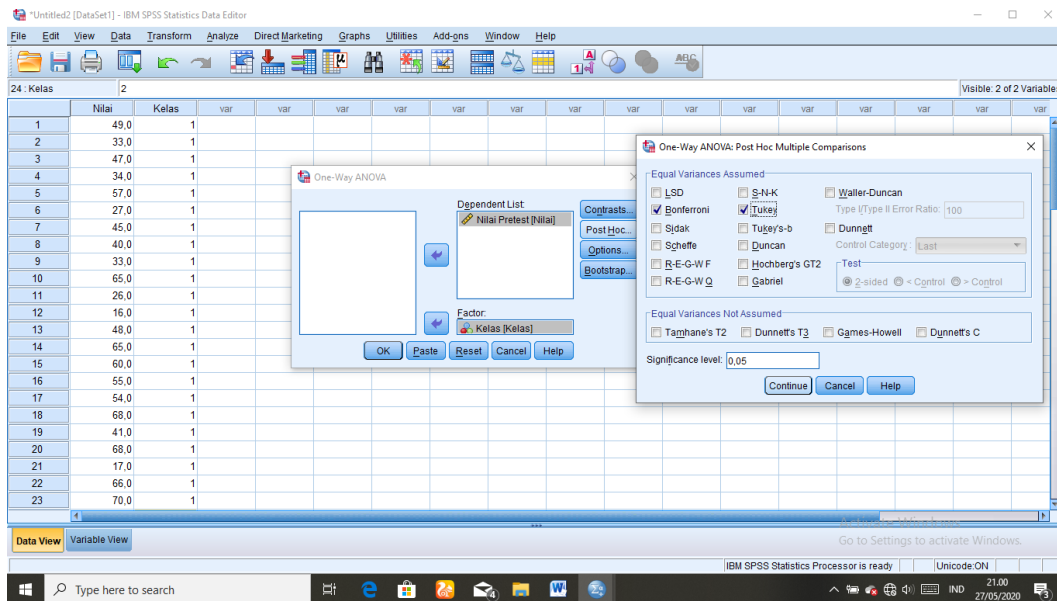 *Untitled2 [DataSet1] - IBM SPSS Statistics Data Editor
File Edit View Data Transform Analyze Direct Marketing Graphs Utilities Add-ons Window Help
24 : Kelas 2 Visible: 2 of 2 Variables
Nilai Kelas var var var var var var var var var var var var var var var
1 49,0 1
2 33,0 1
3 47,0 1
4 34,0 1
5 57,0 1
6 27,0 1
7 45,0 1
8 40,0 1
9 33,0 1
10 65,0 1
11 26,0 1
12 16,0 1
13 48,0 1
14 65,0 1
15 60,0 1
16 55,0 1
17 54,0 1
18 68,0 1
19 41,0 1
20 68,0 1
21 17,0 1
22 66,0 1
23 70,0 1
One-Way ANOVA
Dependent List:
Nilai Pretest [Nilai]
Contrasts...
Post Hoc...
Options...
Bootstrap...
Factor:
Kelas [Kelas]
OK Paste Reset Cancel Help
One-Way ANOVA: Post Hoc Multiple Comparisons
Equal Variances Assumed
LSD S-N-K Waller-Duncan
Bonferroni Tukey Type I/Type II Error Ratio: 100
Sidak Tukey's-b Dunnett
Scheffe Duncan Control Category: Last
R-E-G-W F Hochberg's GT2 Test
R-E-G-W Q Gabriel 2-sided < Control > Control
Equal Variances Not Assumed
Tamhane's T2 Dunnett's T3 Games-Howell Dunnett's C
Significance level: 0,05
Continue Cancel Help
Data View Variable View
Activate Windows
Go to Settings to activate Windows.
IBM SPSS Statistics Processor is ready Unicode:ON
Type here to search
IND
21.00
27/05/2020